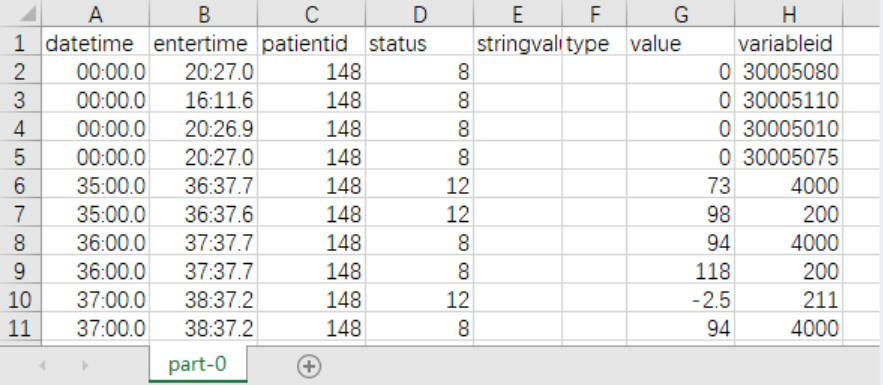 A B C D E F G H
1 datetime entertime patientid status stringvalu type value variableid
2 00:00.0 20:27.0 148 8 0 30005080
3 00:00.0 16:11.6 148 8 0 30005110
4 00:00.0 20:26.9 148 8 0 30005010
5 00:00.0 20:27.0 148 8 0 30005075
6 35:00.0 36:37.7 148 12 73 4000
7 35:00.0 36:37.6 148 12 98 200
8 36:00.0 37:37.7 148 8 94 4000
9 36:00.0 37:37.7 148 8 118 200
10 37:00.0 38:37.2 148 12 -2.5 211
11 37:00.0 38:37.2 148 8 94 4000
part-0